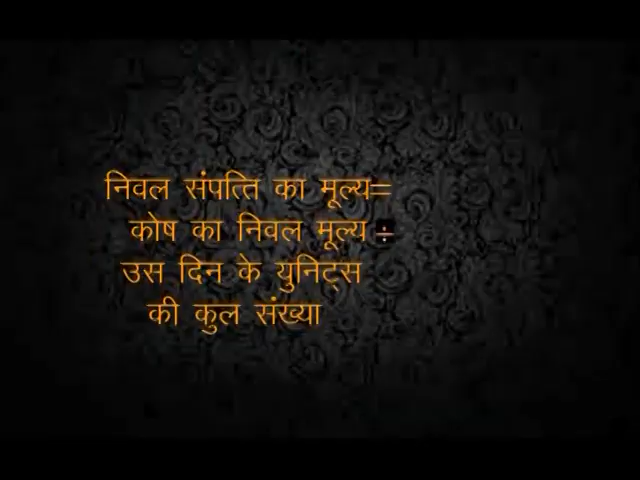 निवल संपत्ति का मूल्य=
कोष का निवल मूल्य ÷
उस दिन के युनिट्स
की कुल संख्या